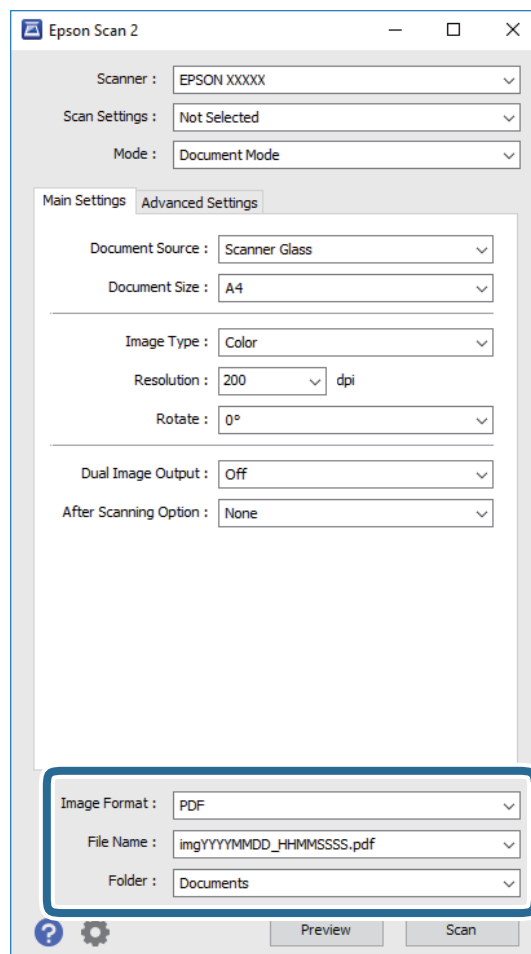 Epson Scan 2
Scanner : EPSON XXXXX
Scan Settings : Not Selected
Mode : Document Mode
Main Settings Advanced Settings
Document Source : Scanner Glass
Document Size : A4
Image Type : Color
Resolution : 200 dpi
Rotate : 0°
Dual Image Output : Off
After Scanning Option : None
Image Format : PDF
File Name : imgYYYYMMDD_HHMMSSSS.pdf
Folder : Documents
? Preview Scan